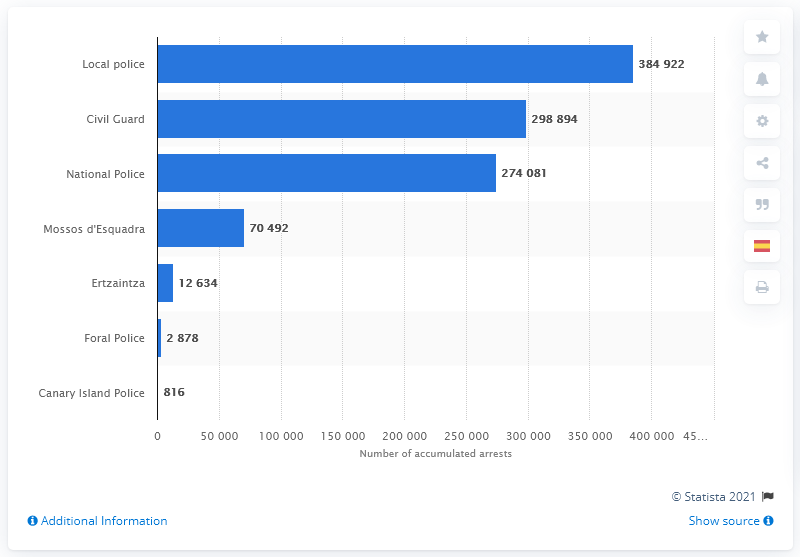 Local police 384 922
Civil Guard 298 894
National Police 274 081
Mossos d'Esquadra 70 492
Ertzaintza 12 634
Foral Police 2 878
Canary Island Police 816
0 50 000 100 000 150 000 200 000 250 000 300 000 350 000 400 000 45...
Number of accumulated arrests
© Statista 2021
Additional Information Show source